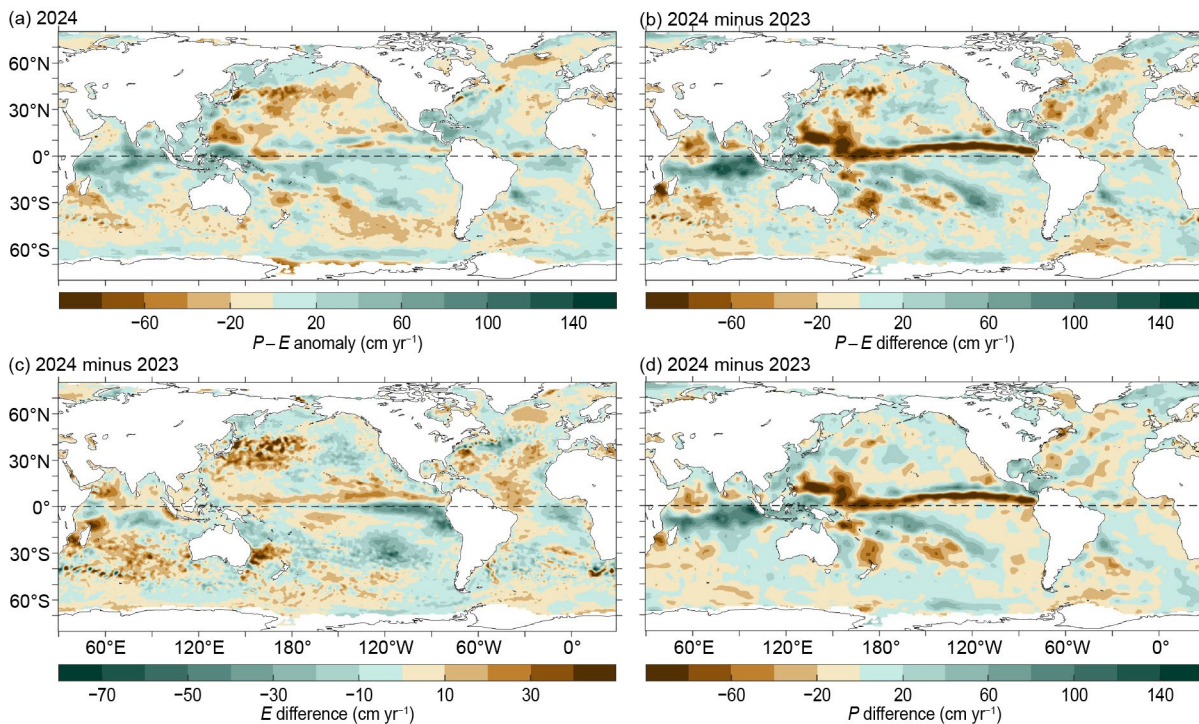 (a) 2024
(b) 2024 minus 2023
60°N
30°N
0°
30°S
60°S
60°N
30°N
0°
30°S
60°S
−60 −20 20 60 100 140
P – E anomaly (cm yr⁻¹)
−60 −20 20 60 100 140
P – E difference (cm yr⁻¹)
(c) 2024 minus 2023
(d) 2024 minus 2023
60°N
30°N
0°
30°S
60°S
60°N
30°N
0°
30°S
60°S
60°E 120°E 180° 120°W 60°W 0°
60°E 120°E 180° 120°W 60°W 0°
−70 −50 −30 −10 10 30
E difference (cm yr⁻¹)
−60 −20 20 60 100 140
P difference (cm yr⁻¹)